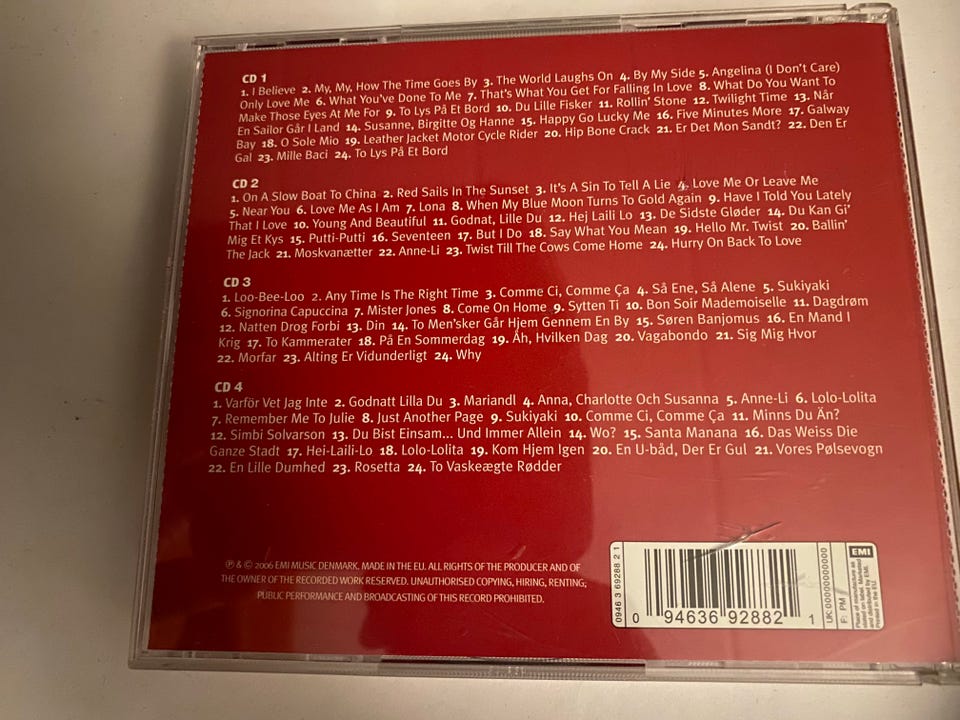 CD 1
1. I Believe 2. My, My, How The Time Goes By 3. The World Laughs On 4. By My Side 5. Angelina (I Don't Care)
Only Love Me 6. What You've Done To Me 7. That's What You Get For Falling In Love 8. What Do You Want To
Make Those Eyes At Me For 9. To Lys På Et Bord 10. Du Lille Fisker 11. Rollin' Stone 12. Twilight Time 13. Når
En Sailor Går I Land 14. Susanne, Birgitte Og Hanne 15. Happy Go Lucky Me 16. Five Minutes More 17. Galway
Bay 18. O Sole Mio 19. Leather Jacket Motor Cycle Rider 20. Hip Bone Crack 21. Er Det Mon Sandt? 22. Den Er
Gal 23. Mille Baci 24. To Lys På Et Bord
CD 2
1. On A Slow Boat To China 2. Red Sails In The Sunset 3. It's A Sin To Tell A Lie 4. Love Me Or Leave Me
5. Near You 6. Love Me As I Am 7. Lona 8. When My Blue Moon Turns To Gold Again 9. Have I Told You Lately
That I Love 10. Young And Beautiful 11. Godnat, Lille Du 12. Hej Laili Lo 13. De Sidste Gløder 14. Du Kan Gi'
Mig Et Kys 15. Putti-Putti 16. Seventeen 17. But I Do 18. Say What You Mean 19. Hello Mr. Twist 20. Ballin'
The Jack 21. Moskvanætter 22. Anne-Li 23. Twist Till The Cows Come Home 24. Hurry On Back To Love
CD 3
1. Loo-Bee-Loo 2. Any Time Is The Right Time 3. Comme Ci, Comme Ça 4. Så Ene, Så Alene 5. Sukiyaki
6. Signorina Capuccina 7. Mister Jones 8. Come On Home 9. Sytten Ti 10. Bon Soir Mademoiselle 11. Dagdrøm
12. Natten Drog Forbi 13. Din 14. To Men'sker Går Hjem Gennem En By 15. Søren Banjomus 16. En Mand I
Krig 17. To Kammerater 18. På En Sommerdag 19. Åh, Hvilken Dag 20. Vagabondo 21. Sig Mig Hvor
22. Morfar 23. Alting Er Vidunderligt 24. Why
CD 4
1. Varför Vet Jag Inte 2. Godnatt Lilla Du 3. Mariandl 4. Anna, Charlotte Och Susanna 5. Anne-Li 6. Lolo-Lolita
7. Remember Me To Julie 8. Just Another Page 9. Sukiyaki 10. Comme Ci, Comme Ça 11. Minns Du Än?
12. Simbi Solvarson 13. Du Bist Einsam... Und Immer Allein 14. Wo? 15. Santa Manana 16. Das Weiss Die
Ganze Stadt 17. Hei-Laili-Lo 18. Lolo-Lolita 19. Kom Hjem Igen 20. En U-båd, Der Er Gul 21. Vores Pølsevogn
22. En Lille Dumhed 23. Rosetta 24. To Vaskeægte Rødder
℗ & © 2006 EMI MUSIC DENMARK. MADE IN THE EU. ALL RIGHTS OF THE PRODUCER AND OF
THE OWNER OF THE RECORDED WORK RESERVED. UNAUTHORISED COPYING, HIRING, RENTING,
PUBLIC PERFORMANCE AND BROADCASTING OF THIS RECORD PROHIBITED.
0946 3 69288 2 1
0 94636 92882 1
UK:00000000000000
F: PM
EMI
Place of manufacture as
stated on label. Marketed
and distributed by EMI.
Printed in the EU.